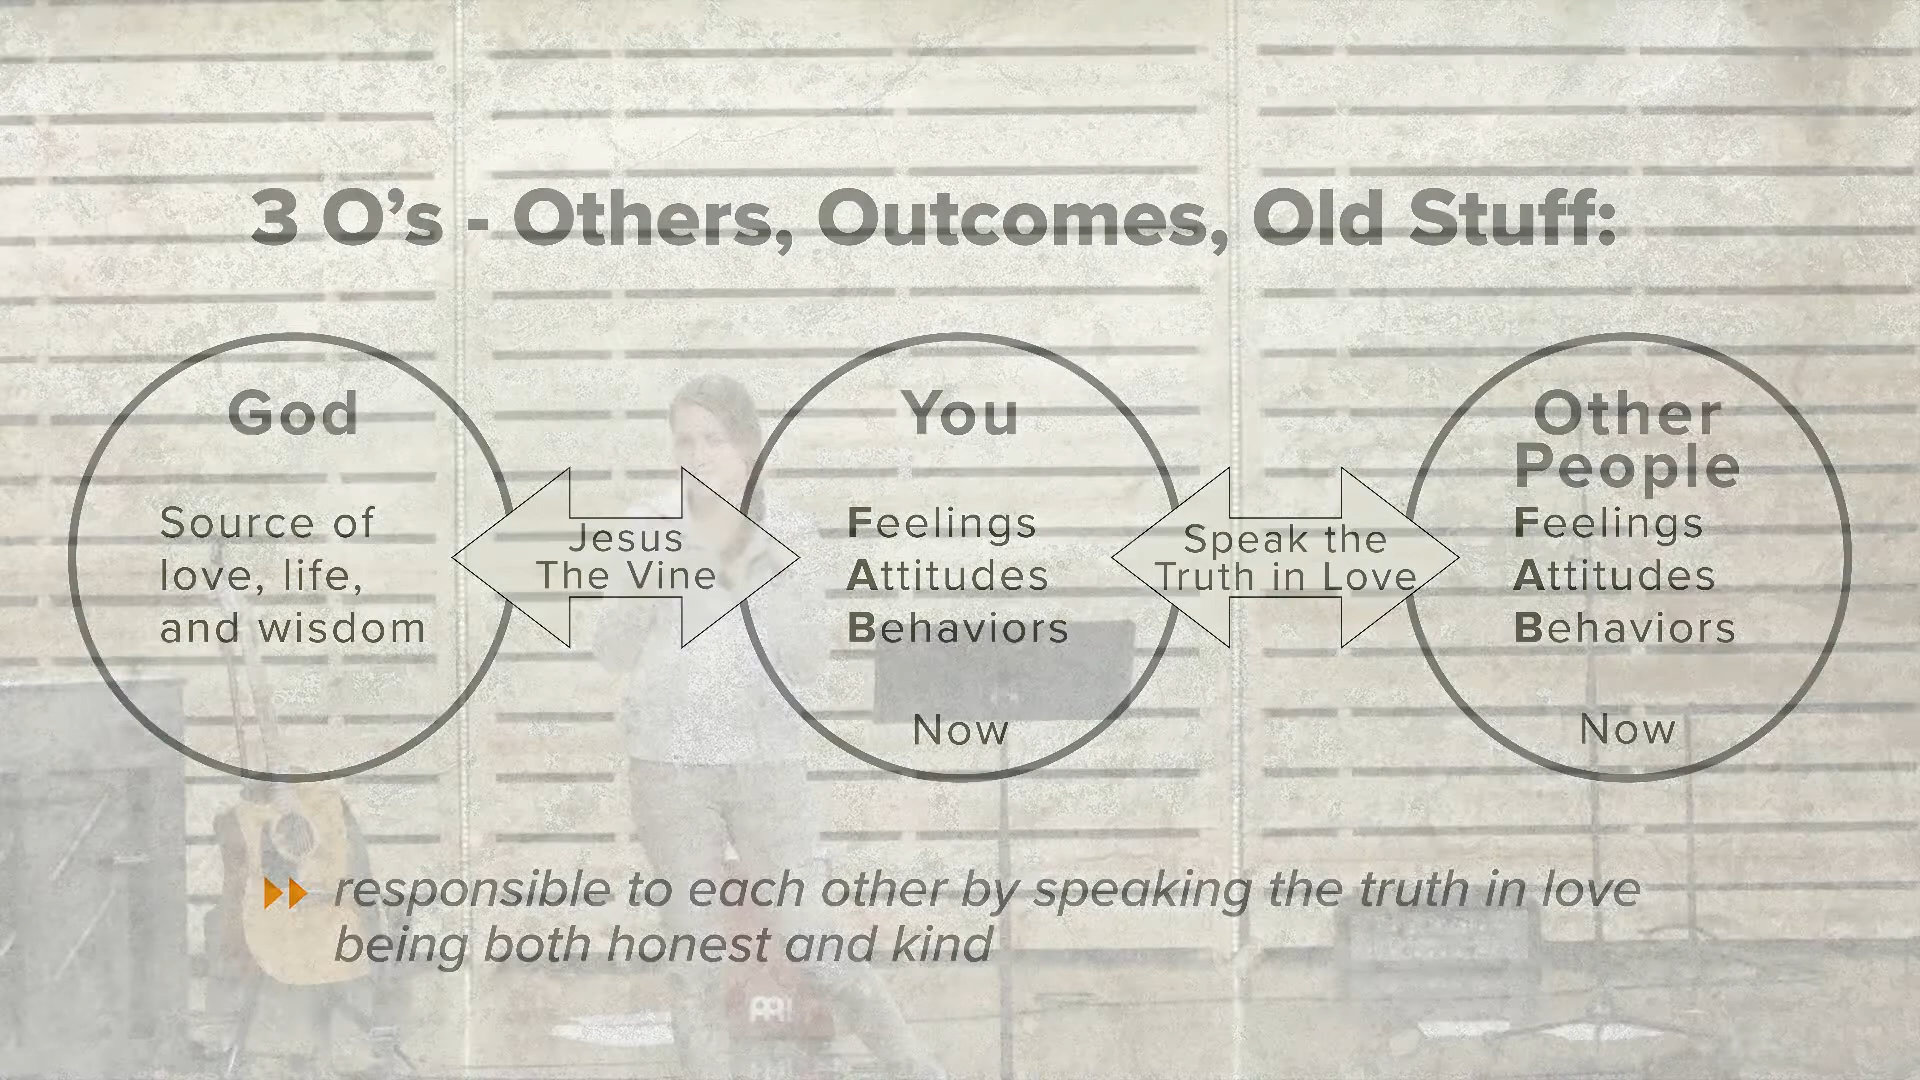 3 O's - Others, Outcomes, Old Stuff:
God
Source of
love, life,
and wisdom
Jesus
The Vine
You
Feelings
Attitudes
Behaviors
Now
Speak the
Truth in Love
Other
People
Feelings
Attitudes
Behaviors
Now
responsible to each other by speaking the truth in love
being both honest and kind